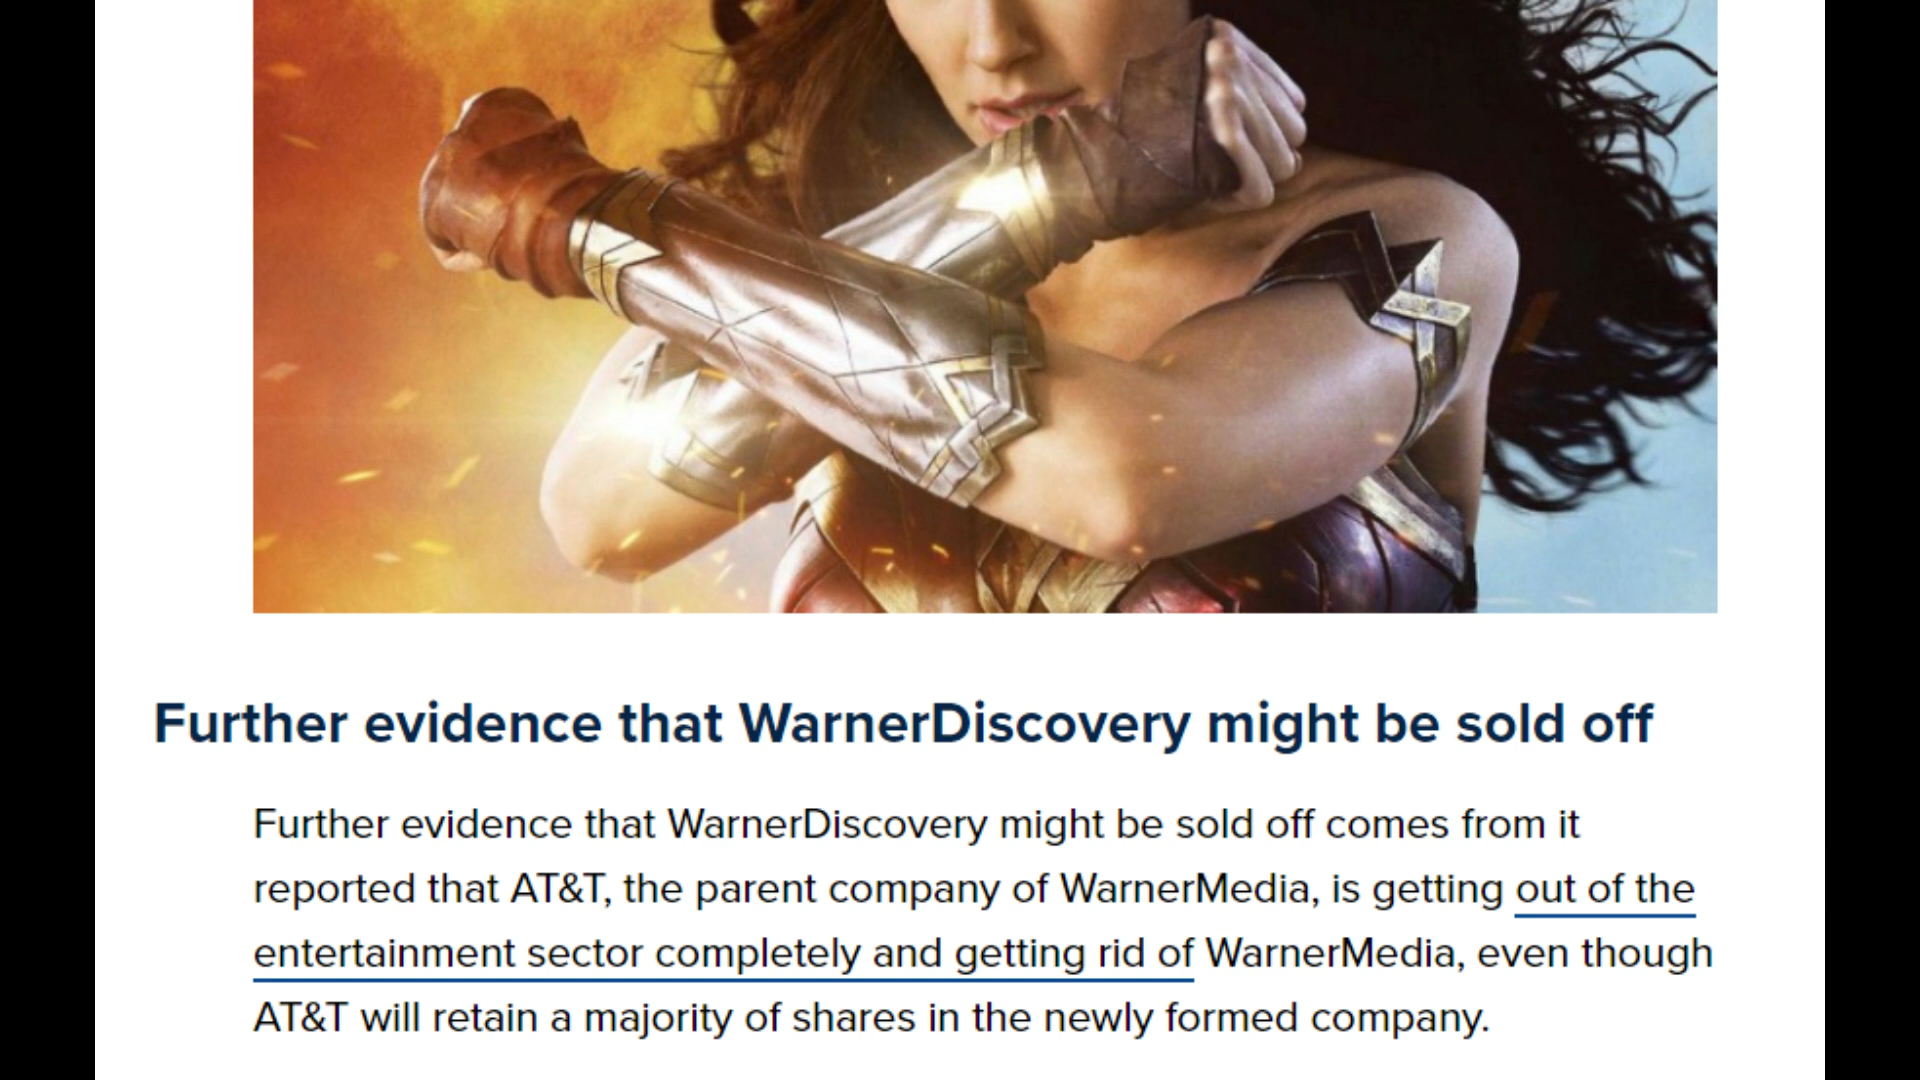 Further evidence that WarnerDiscovery might be sold off
Further evidence that WarnerDiscovery might be sold off comes from it
reported that AT&T, the parent company of WarnerMedia, is getting out of the
entertainment sector completely and getting rid of WarnerMedia, even though
AT&T will retain a majority of shares in the newly formed company.